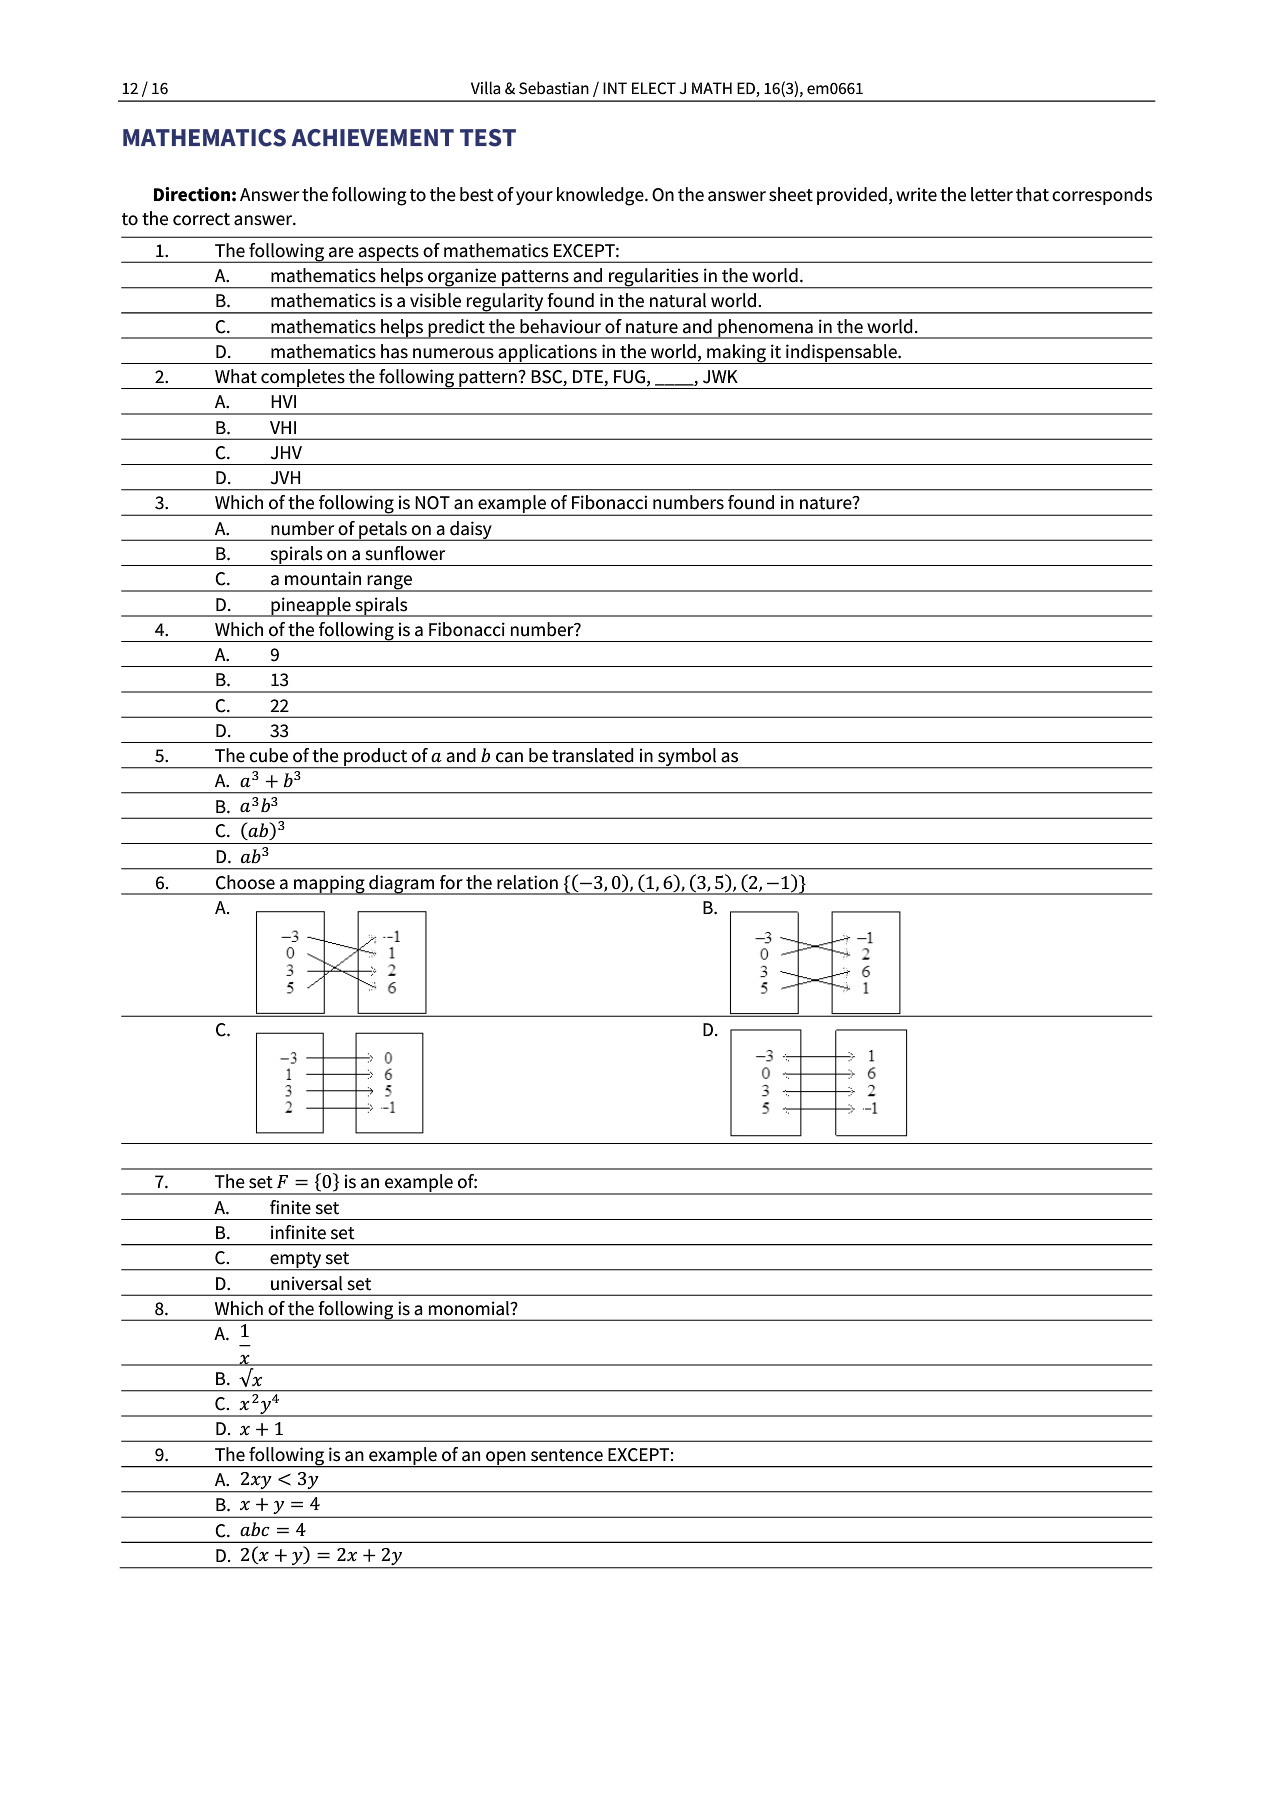 12 / 16
Villa & Sebastian / INT ELECT J MATH ED, 16(3), em0661
MATHEMATICS ACHIEVEMENT TEST
Direction: Answer the following to the best of your knowledge. On the answer sheet provided, write the letter that corresponds
to the correct answer.
1. The following are aspects of mathematics EXCEPT:
A. mathematics helps organize patterns and regularities in the world.
B. mathematics is a visible regularity found in the natural world.
C. mathematics helps predict the behaviour of nature and phenomena in the world.
D. mathematics has numerous applications in the world, making it indispensable.
2. What completes the following pattern? BSC, DTE, FUG, ____, JWK
A. HVI
B. VHI
C. JHV
D. JVH
3. Which of the following is NOT an example of Fibonacci numbers found in nature?
A. number of petals on a daisy
B. spirals on a sunflower
C. a mountain range
D. pineapple spirals
4. Which of the following is a Fibonacci number?
A. 9
B. 13
C. 22
D. 33
5. The cube of the product of a and b can be translated in symbol as
A. a³ + b³
B. a³b³
C. (ab)³
D. ab³
6. Choose a mapping diagram for the relation {(−3, 0), (1, 6), (3, 5), (2, −1)}
A. B.
−3 −1 −3 −1
0 1 0 2
3 2 3 6
5 6 5 1
C. D.
−3 0 −3 1
1 6 0 6
3 5 3 2
2 −1 5 −1
7. The set F = {0} is an example of:
A. finite set
B. infinite set
C. empty set
D. universal set
8. Which of the following is a monomial?
A. 1
x
B. √x
C. x²y⁴
D. x + 1
9. The following is an example of an open sentence EXCEPT:
A. 2xy < 3y
B. x + y = 4
C. abc = 4
D. 2(x + y) = 2x + 2y